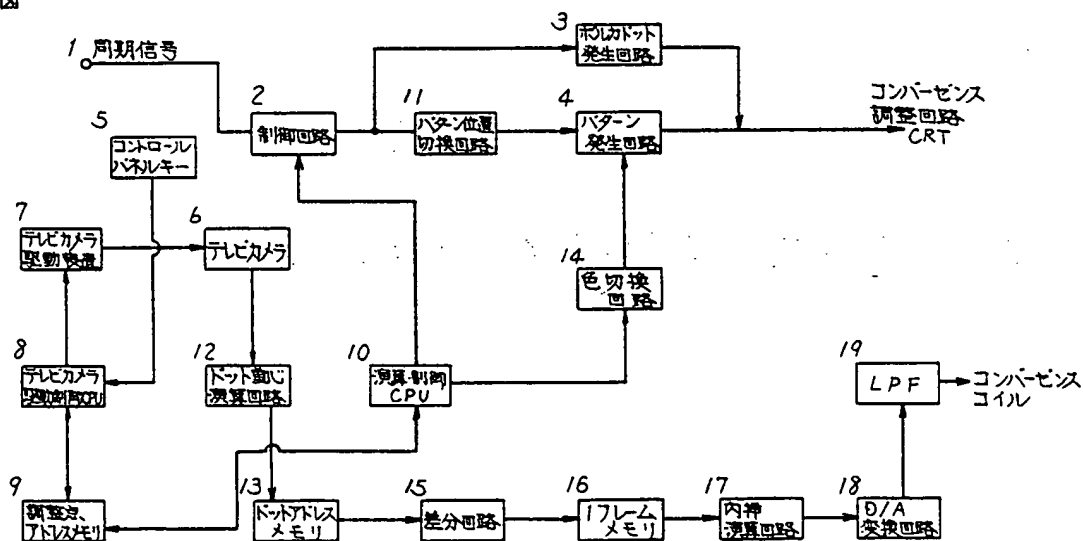 図
1 周期信号
2
制御回路
3
ポルカドット
発生回路
11
パターン位置
切換回路
4
パターン
発生回路
コンバーゼンス
調整回路
CRT
5
コントロール
パネルキー
7
テレビカメラ
駆動装置
6
テレビカメラ
14
色切換
回路
8
テレビカメラ
駆動制御CPU
12
ドット重心
演算回路
10
演算・制御
CPU
19
LPF
コンバーゼンス
コイル
9
調整点、
アドレスメモリ
13
ドットアドレス
メモリ
15
差分回路
16
1フレーム
メモリ
17
内挿
演算回路
18
D/A
変換回路